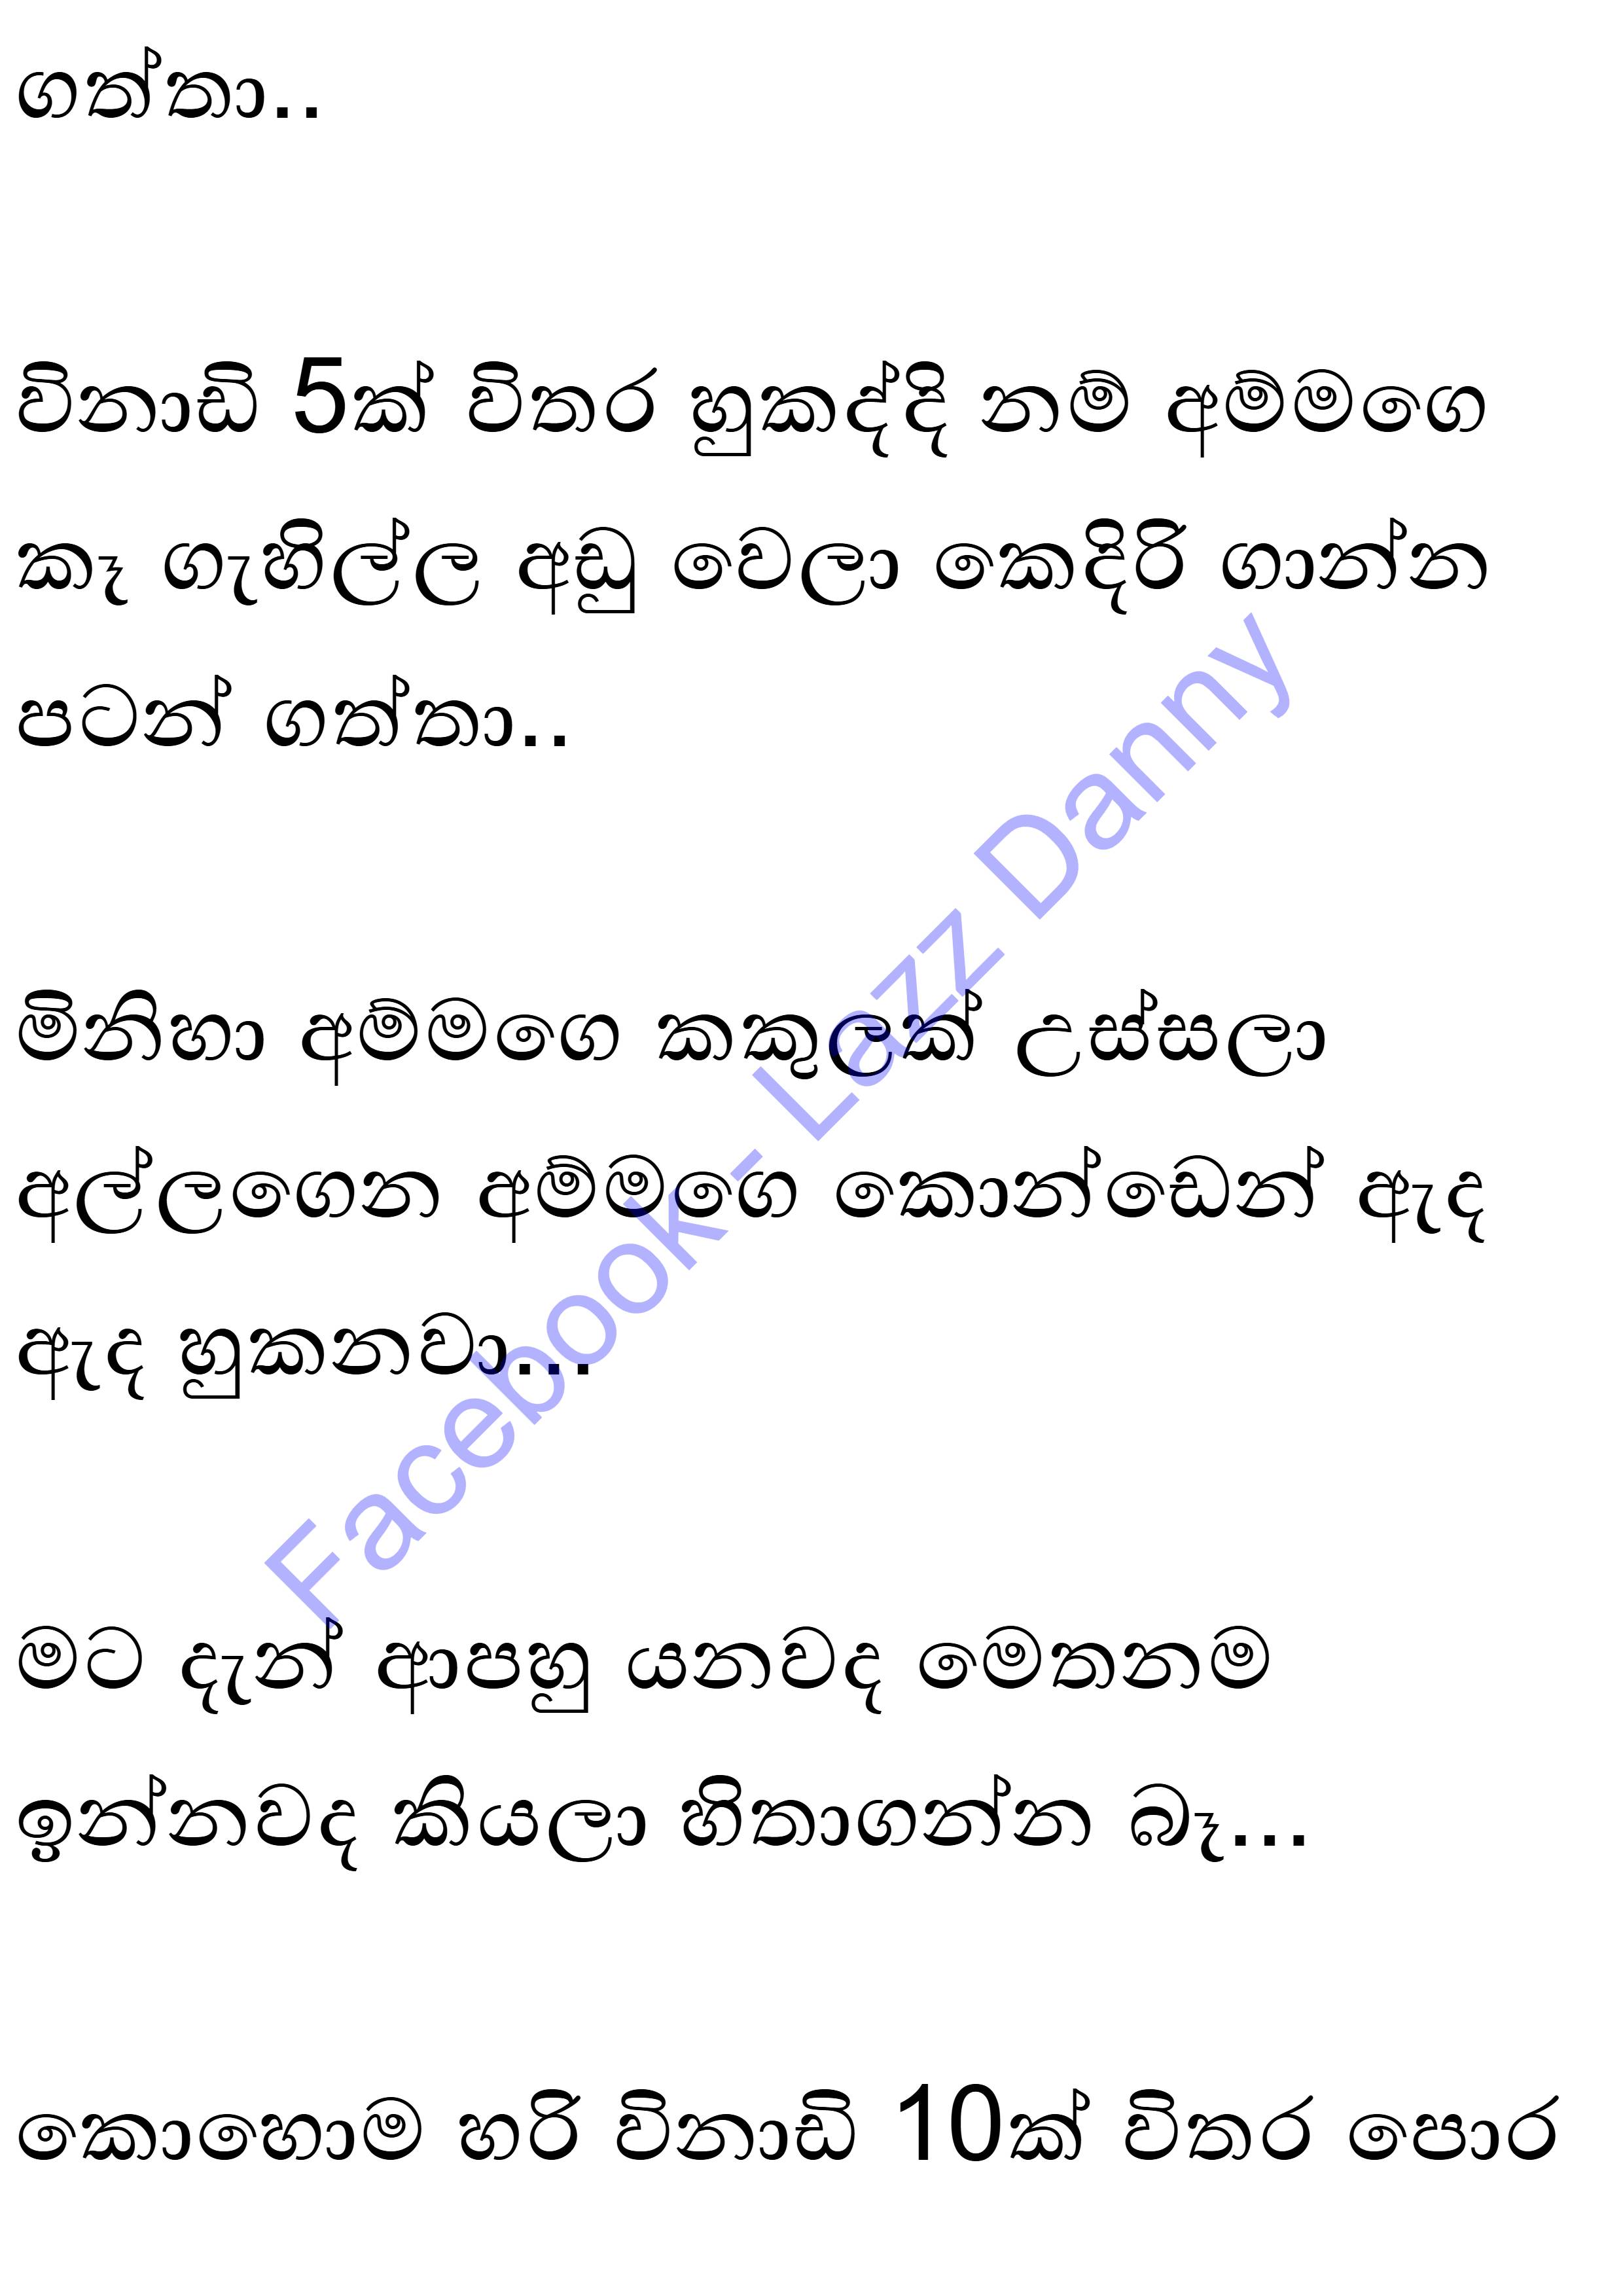 ගත්තා..
විනාඩි 5ක් විතර හුකද්දි නම් අම්මගෙ
කෑ ගැහිල්ල අඩු වෙලා කෙදිරි ගාන්න
පටන් ගත්තා..
මිනිහා අම්මගෙ කකුලක් උස්සලා
අල්ලගෙන අම්මගෙ කොන්ඩෙන් ඇද
ඇද හුකනවා...
මට දැන් ආපහු යනවද මෙතනම
ඉන්නවද කියලා හිතාගන්න බෑ...
කොහොම හරි විනාඩි 10ක් විතර පොර
Facebook- Lazz Danny